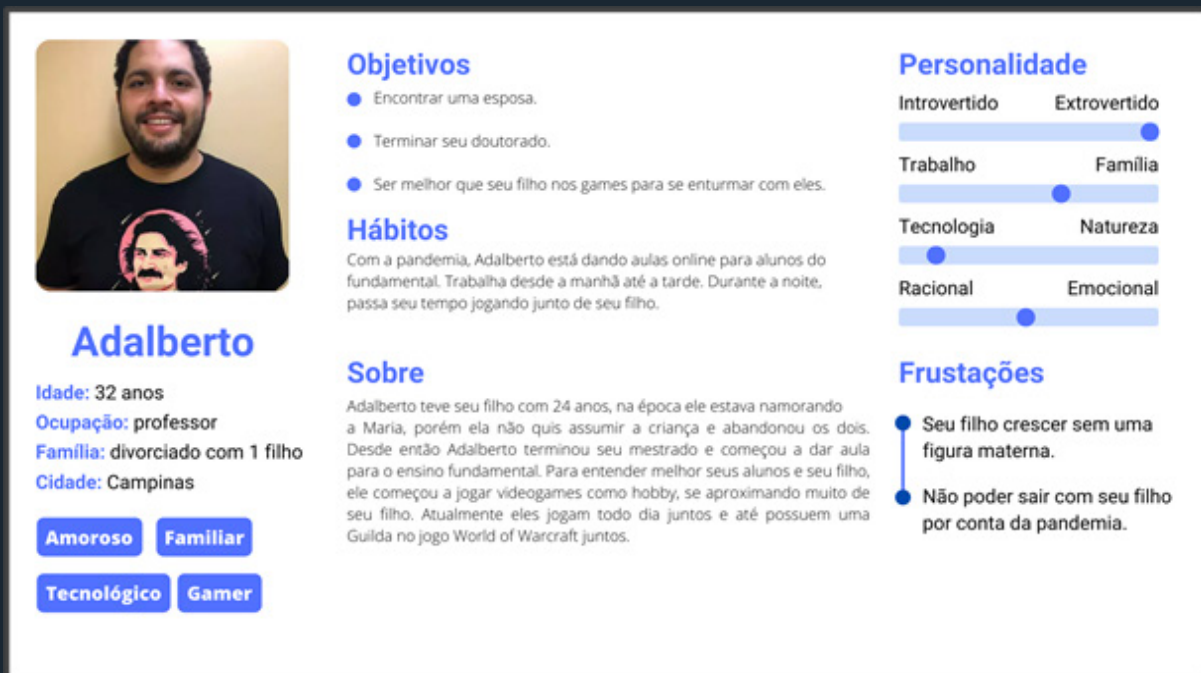 Adalberto
Idade: 32 anos
Ocupação: professor
Família: divorciado com 1 filho
Cidade: Campinas
Amoroso Familiar
Tecnológico Gamer
Objetivos
Encontrar uma esposa.
Terminar seu doutorado.
Ser melhor que seu filho nos games para se enturmar com eles.
Hábitos
Com a pandemia, Adalberto está dando aulas online para alunos do
fundamental. Trabalha desde a manhã até a tarde. Durante a noite,
passa seu tempo jogando junto de seu filho.
Sobre
Adalberto teve seu filho com 24 anos, na época ele estava namorando
a Maria, porém ela não quis assumir a criança e abandonou os dois.
Desde então Adalberto terminou seu mestrado e começou a dar aula
para o ensino fundamental. Para entender melhor seus alunos e seu filho,
ele começou a jogar videogames como hobby, se aproximando muito de
seu filho. Atualmente eles jogam todo dia juntos e até possuem uma
Guilda no jogo World of Warcraft juntos.
Personalidade
Introvertido Extrovertido
Trabalho Família
Tecnologia Natureza
Racional Emocional
Frustações
Seu filho crescer sem uma
figura materna.
Não poder sair com seu filho
por conta da pandemia.